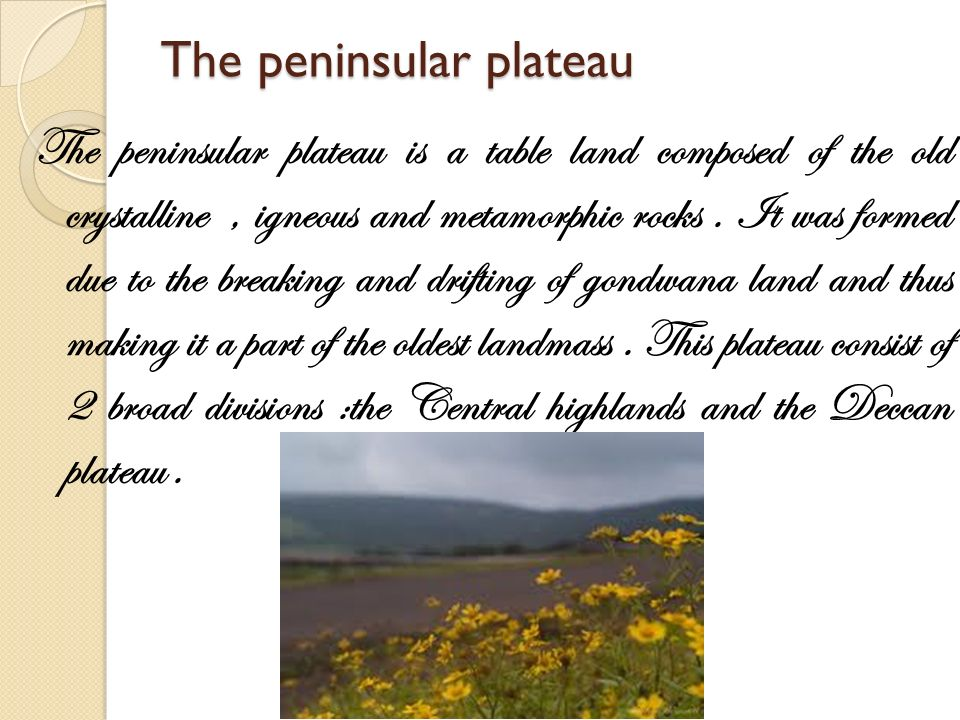 The peninsular plateau
The peninsular plateau is a table land composed of the old
crystalline , igneous and metamorphic rocks . It was formed
due to the breaking and drifting of gondwana land and thus
making it a part of the oldest landmass . This plateau consist of
2 broad divisions :the Central highlands and the Deccan
plateau .